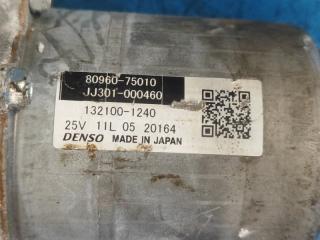 80960-75010
JJ301-000460
132100-1240
25V 11L 05 20164
DENSO MADE IN JAPAN